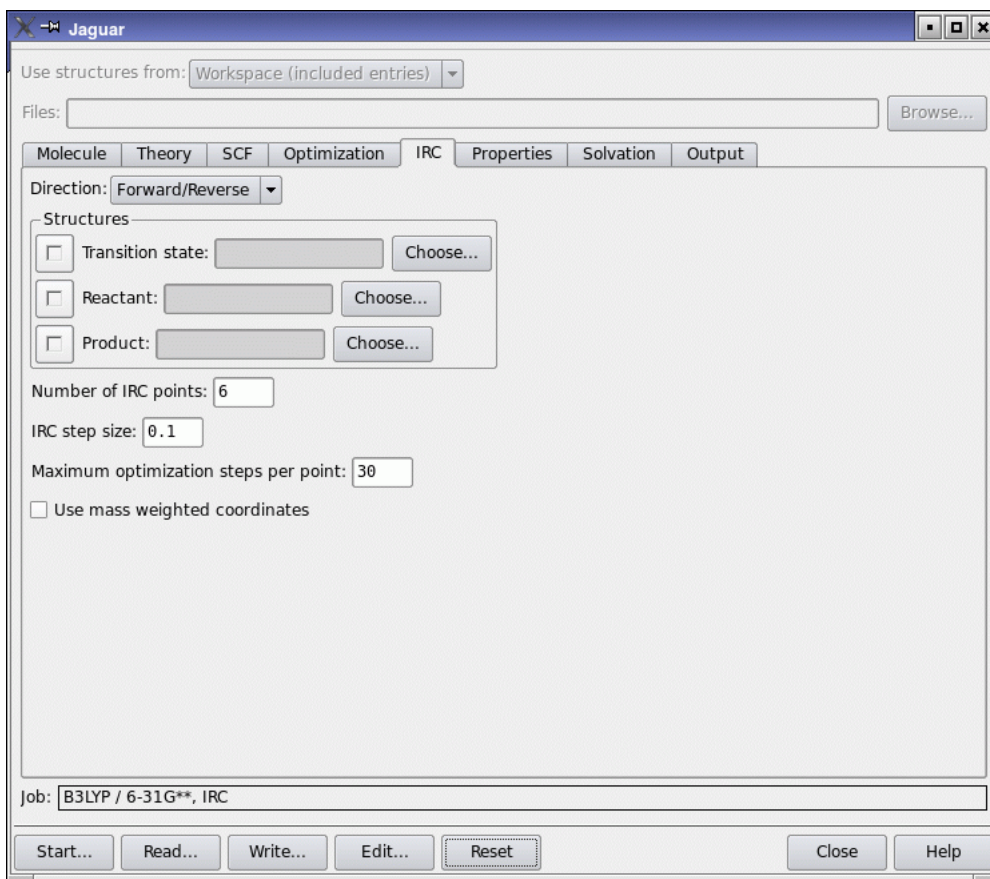 Jaguar
Use structures from: Workspace (included entries)
Files: Browse...
Molecule Theory SCF Optimization IRC Properties Solvation Output
Direction: Forward/Reverse
Structures
Transition state: Choose...
Reactant: Choose...
Product: Choose...
Number of IRC points: 6
IRC step size: 0.1
Maximum optimization steps per point: 30
Use mass weighted coordinates
Job: B3LYP / 6-31G**, IRC
Start... Read... Write... Edit... Reset Close Help